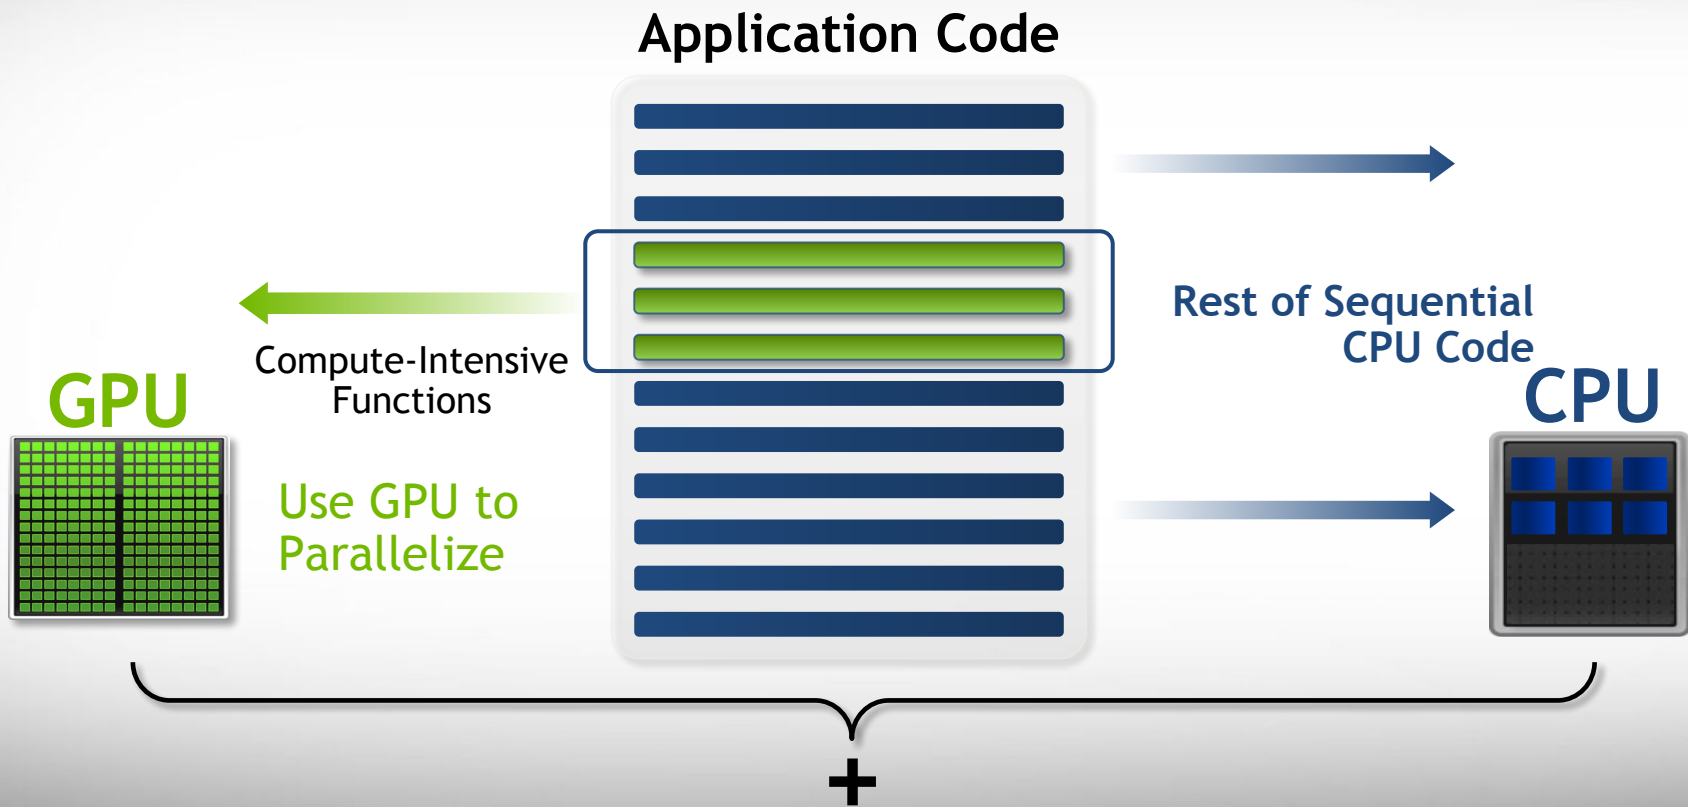 Application Code
Rest of Sequential
CPU Code
Compute-Intensive
Functions
GPU
CPU
Use GPU to
Parallelize
+